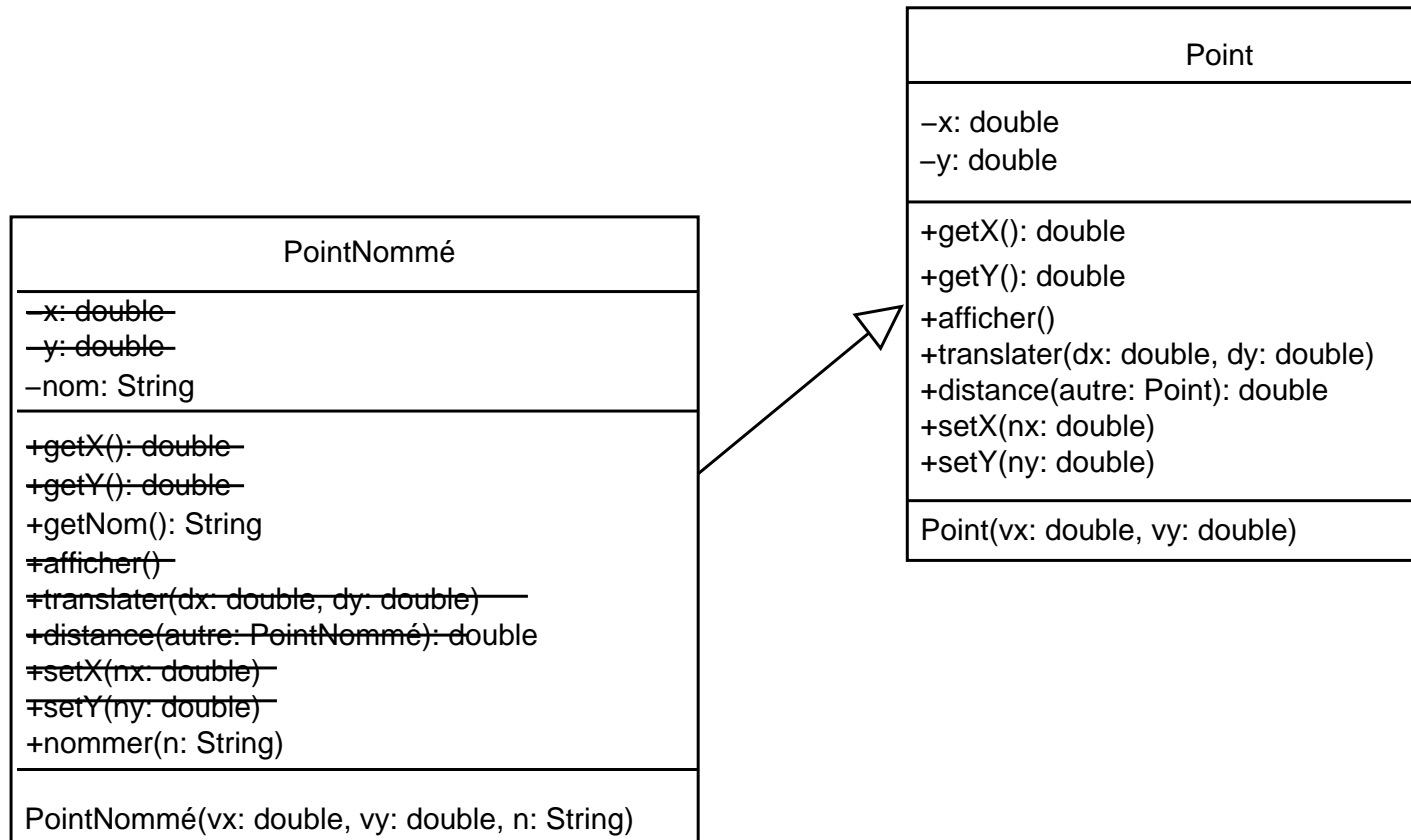 Point
–x: double
–y: double
+getX(): double
+getY(): double
+afficher()
+translater(dx: double, dy: double)
+distance(autre: Point): double
+setX(nx: double)
+setY(ny: double)
Point(vx: double, vy: double)
PointNommé
–x: double
–y: double
–nom: String
+getX(): double
+getY(): double
+getNom(): String
+afficher()
+translater(dx: double, dy: double)
+distance(autre: PointNommé): double
+setX(nx: double)
+setY(ny: double)
+nommer(n: String)
PointNommé(vx: double, vy: double, n: String)